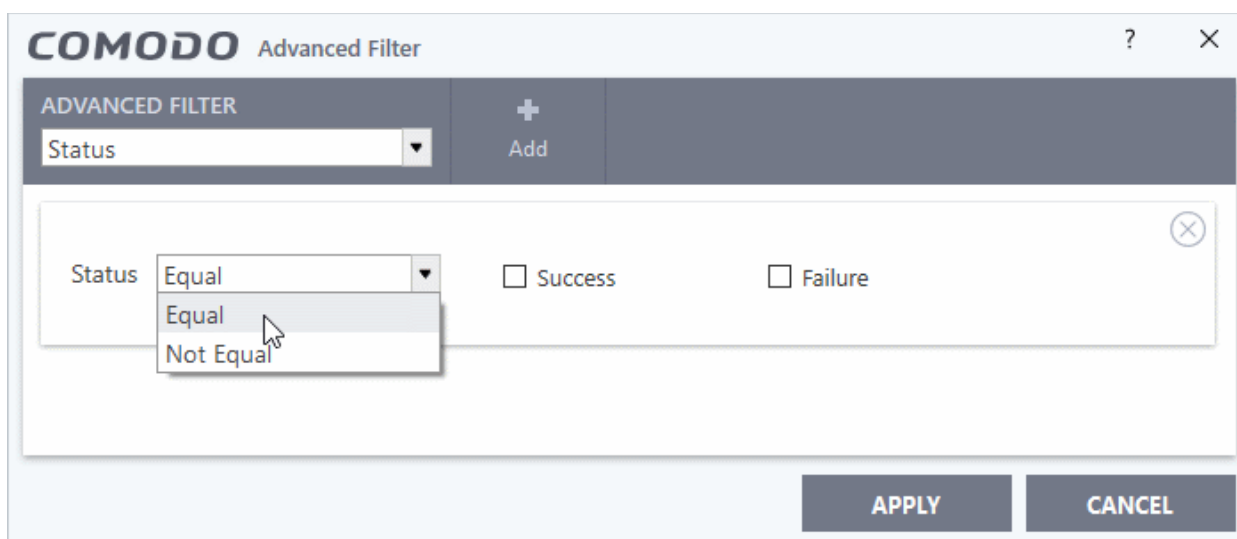 COMODO Advanced Filter ?
ADVANCED FILTER
Status
Add
Status Equal Success Failure
Equal
Not Equal
APPLY CANCEL